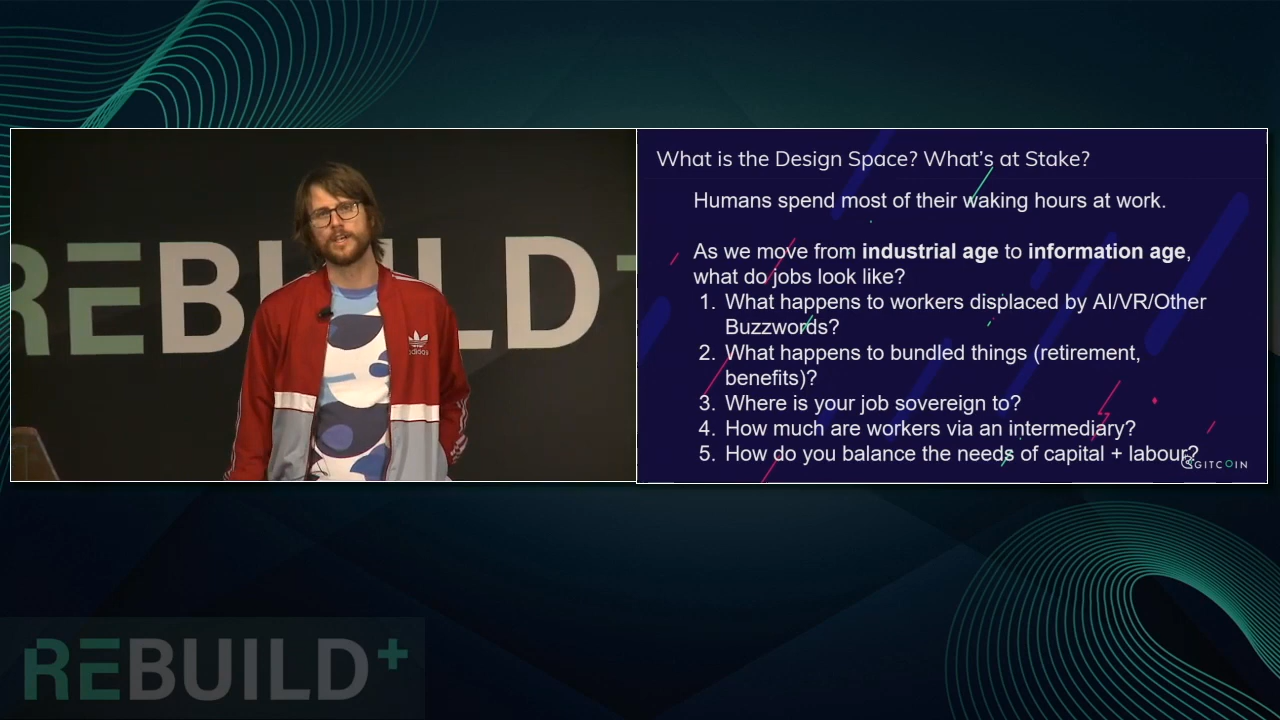 REBUILD+
adidas
What is the Design Space? What's at Stake?
Humans spend most of their waking hours at work.
As we move from industrial age to information age,
what do jobs look like?
1. What happens to workers displaced by AI/VR/Other
Buzzwords?
2. What happens to bundled things (retirement,
benefits)?
3. Where is your job sovereign to?
4. How much are workers via an intermediary?
5. How do you balance the needs of capital + labour?
GITCOIN
REBUILD+